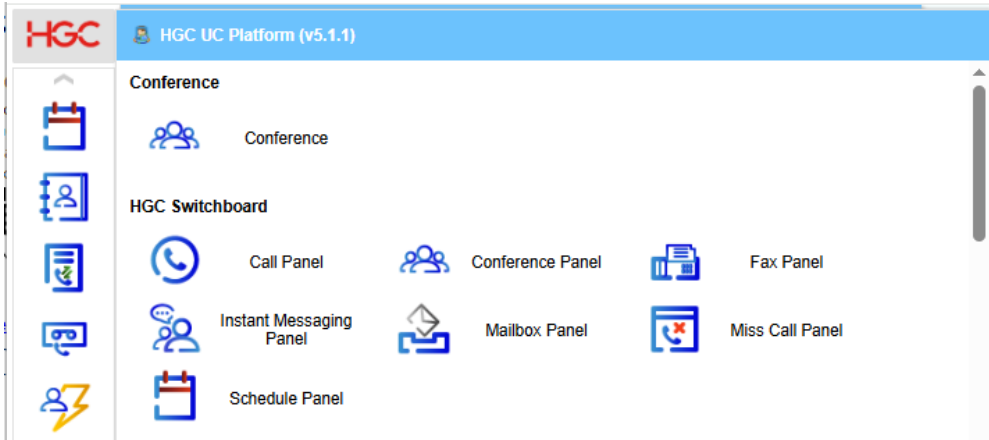 HGC
HGC UC Platform (v5.1.1)
Conference
Conference
HGC Switchboard
Call Panel
Conference Panel
Fax Panel
Instant Messaging
Panel
Mailbox Panel
Miss Call Panel
Schedule Panel